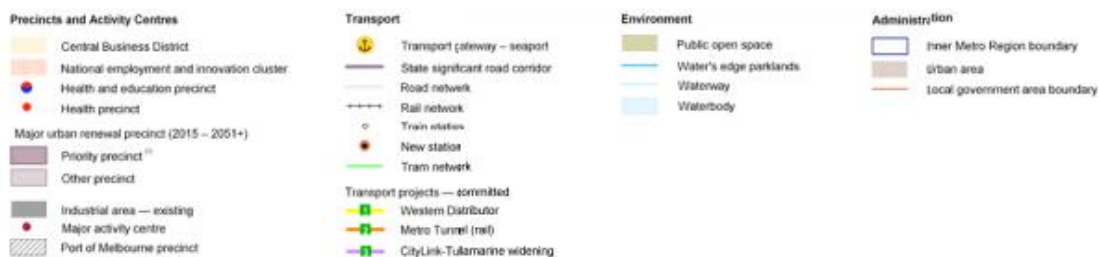 Precincts and Activity Centres
Central Business District
National employment and innovation cluster
Health and education precinct
Health precinct
Major urban renewal precinct (2015 – 2051+)
Priority precinct
Other precinct
Industrial area — existing
Major activity centre
Port of Melbourne precinct
Transport
Transport gateway – seaport
State significant road corridor
Road network
Rail network
Train station
New station
Tram network
Transport projects — committed
1 Western Distributor
2 Metro Tunnel (rail)
3 CityLink-Tullamarine widening
Environment
Public open space
Water's edge parklands
Waterway
Waterbody
Administration
Inner Metro Region boundary
Urban area
Local government area boundary